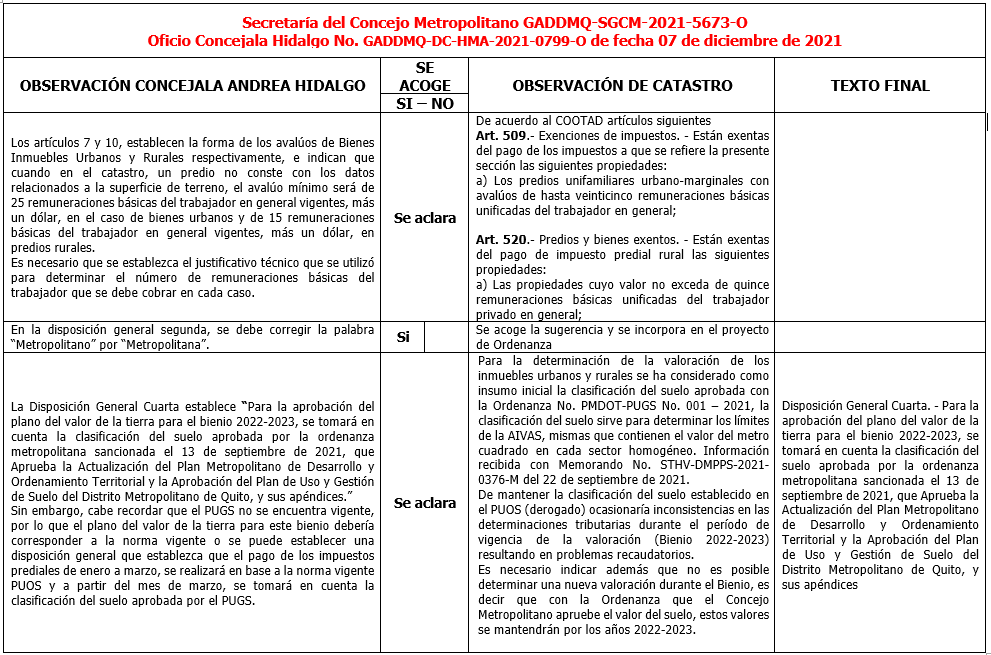 Secretaría del Concejo Metropolitano GADDMQ-SGCM-2021-5673-O
Oficio Concejala Hidalgo No. GADDMQ-DC-HMA-2021-0799-O de fecha 07 de diciembre de 2021
OBSERVACIÓN CONCEJALA ANDREA HIDALGO
SE
ACOGE
SI – NO
OBSERVACIÓN DE CATASTRO
TEXTO FINAL
Los artículos 7 y 10, establecen la forma de los avalúos de Bienes
Inmuebles Urbanos y Rurales respectivamente, e indican que
cuando en el catastro, un predio no conste con los datos
relacionados a la superficie de terreno, el avalúo mínimo será de
25 remuneraciones básicas del trabajador en general vigentes, más
un dólar, en el caso de bienes urbanos y de 15 remuneraciones
básicas del trabajador en general vigentes, más un dólar, en
predios rurales.
Es necesario que se establezca el justificativo técnico que se utilizó
para determinar el número de remuneraciones básicas del
trabajador que se debe cobrar en cada caso.
Se aclara
De acuerdo al COOTAD artículos siguientes
Art. 509.- Exenciones de impuestos. - Están exentas
del pago de los impuestos a que se refiere la presente
sección las siguientes propiedades:
a) Los predios unifamiliares urbano-marginales con
avalúos de hasta veinticinco remuneraciones básicas
unificadas del trabajador en general;
Art. 520.- Predios y bienes exentos. - Están exentas
del pago de impuesto predial rural las siguientes
propiedades:
a) Las propiedades cuyo valor no exceda de quince
remuneraciones básicas unificadas del trabajador
privado en general;
En la disposición general segunda, se debe corregir la palabra
“Metropolitano” por “Metropolitana”.
Si
Se acoge la sugerencia y se incorpora en el proyecto
de Ordenanza
La Disposición General Cuarta establece “Para la aprobación del
plano del valor de la tierra para el bienio 2022-2023, se tomará en
cuenta la clasificación del suelo aprobada por la ordenanza
metropolitana sancionada el 13 de septiembre de 2021, que
Aprueba la Actualización del Plan Metropolitano de Desarrollo y
Ordenamiento Territorial y la Aprobación del Plan de Uso y Gestión
de Suelo del Distrito Metropolitano de Quito, y sus apéndices.”
Sin embargo, cabe recordar que el PUGS no se encuentra vigente,
por lo que el plano del valor de la tierra para este bienio debería
corresponder a la norma vigente o se puede establecer una
disposición general que establezca que el pago de los impuestos
prediales de enero a marzo, se realizará en base a la norma vigente
PUOS y a partir del mes de marzo, se tomará en cuenta la
clasificación del suelo aprobada por el PUGS.
Se aclara
Para la determinación de la valoración de los
inmuebles urbanos y rurales se ha considerado como
insumo inicial la clasificación del suelo aprobada con
la Ordenanza No. PMDOT-PUGS No. 001 – 2021, la
clasificación del suelo sirve para determinar los límites
de la AIVAS, mismas que contienen el valor del metro
cuadrado en cada sector homogéneo. Información
recibida con Memorando No. STHV-DMPPS-2021-
0376-M del 22 de septiembre de 2021.
De mantener la clasificación del suelo establecido en
el PUOS (derogado) ocasionaría inconsistencias en las
determinaciones tributarias durante el período de
vigencia de la valoración (Bienio 2022-2023)
resultando en problemas recaudatorios.
Es necesario indicar además que no es posible
determinar una nueva valoración durante el Bienio, es
decir que con la Ordenanza que el Concejo
Metropolitano apruebe el valor del suelo, estos valores
se mantendrán por los años 2022-2023.
Disposición General Cuarta. - Para la
aprobación del plano del valor de la
tierra para el bienio 2022-2023, se
tomará en cuenta la clasificación del
suelo aprobada por la ordenanza
metropolitana sancionada el 13 de
septiembre de 2021, que Aprueba la
Actualización del Plan Metropolitano
de Desarrollo y Ordenamiento
Territorial y la Aprobación del Plan
de Uso y Gestión de Suelo del
Distrito Metropolitano de Quito, y
sus apéndices